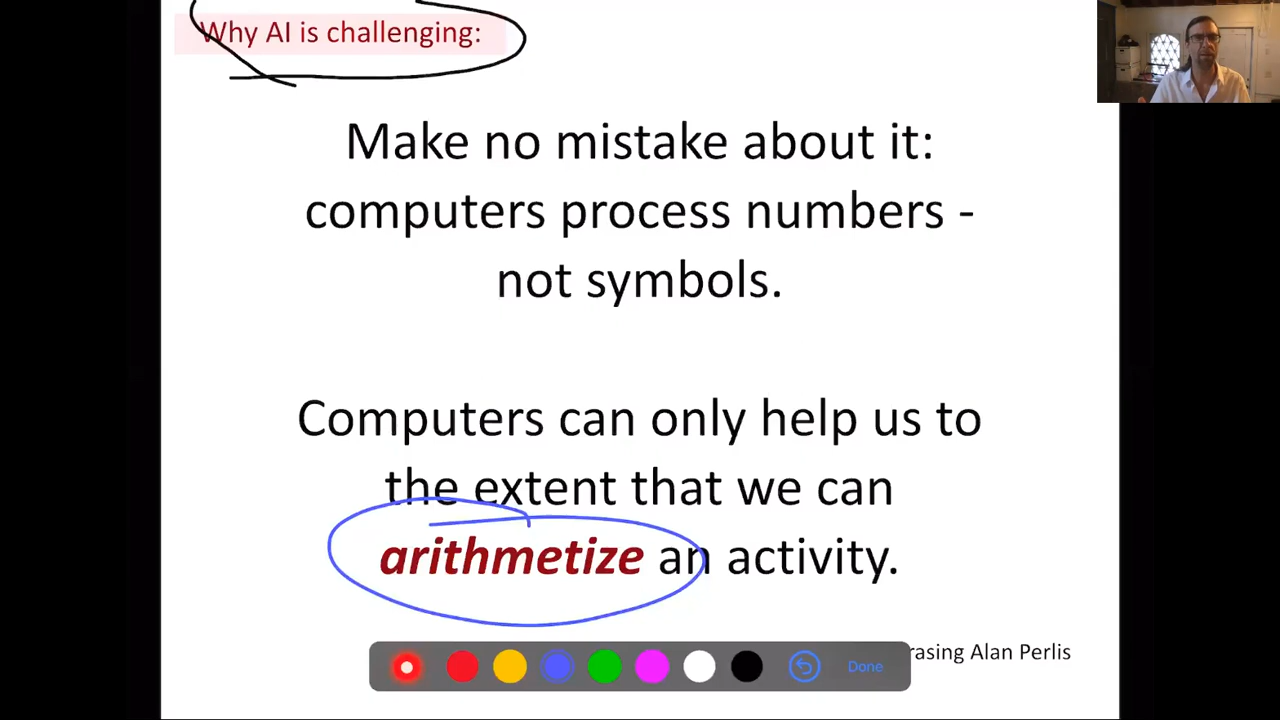 Why AI is challenging:
Make no mistake about it:
computers process numbers -
not symbols.
Computers can only help us to
the extent that we can
arithmetize an activity.
rasing Alan Perlis
Done